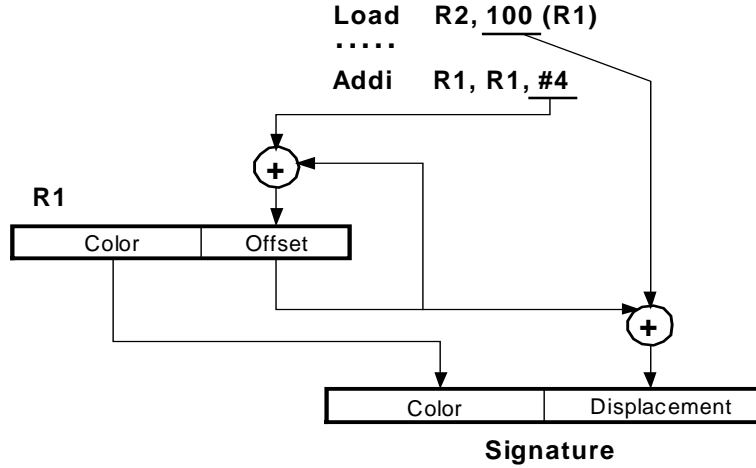 Load R2, 100 (R1)
.....
Addi R1, R1, #4
+
R1
Color Offset
+
Color Displacement
Signature